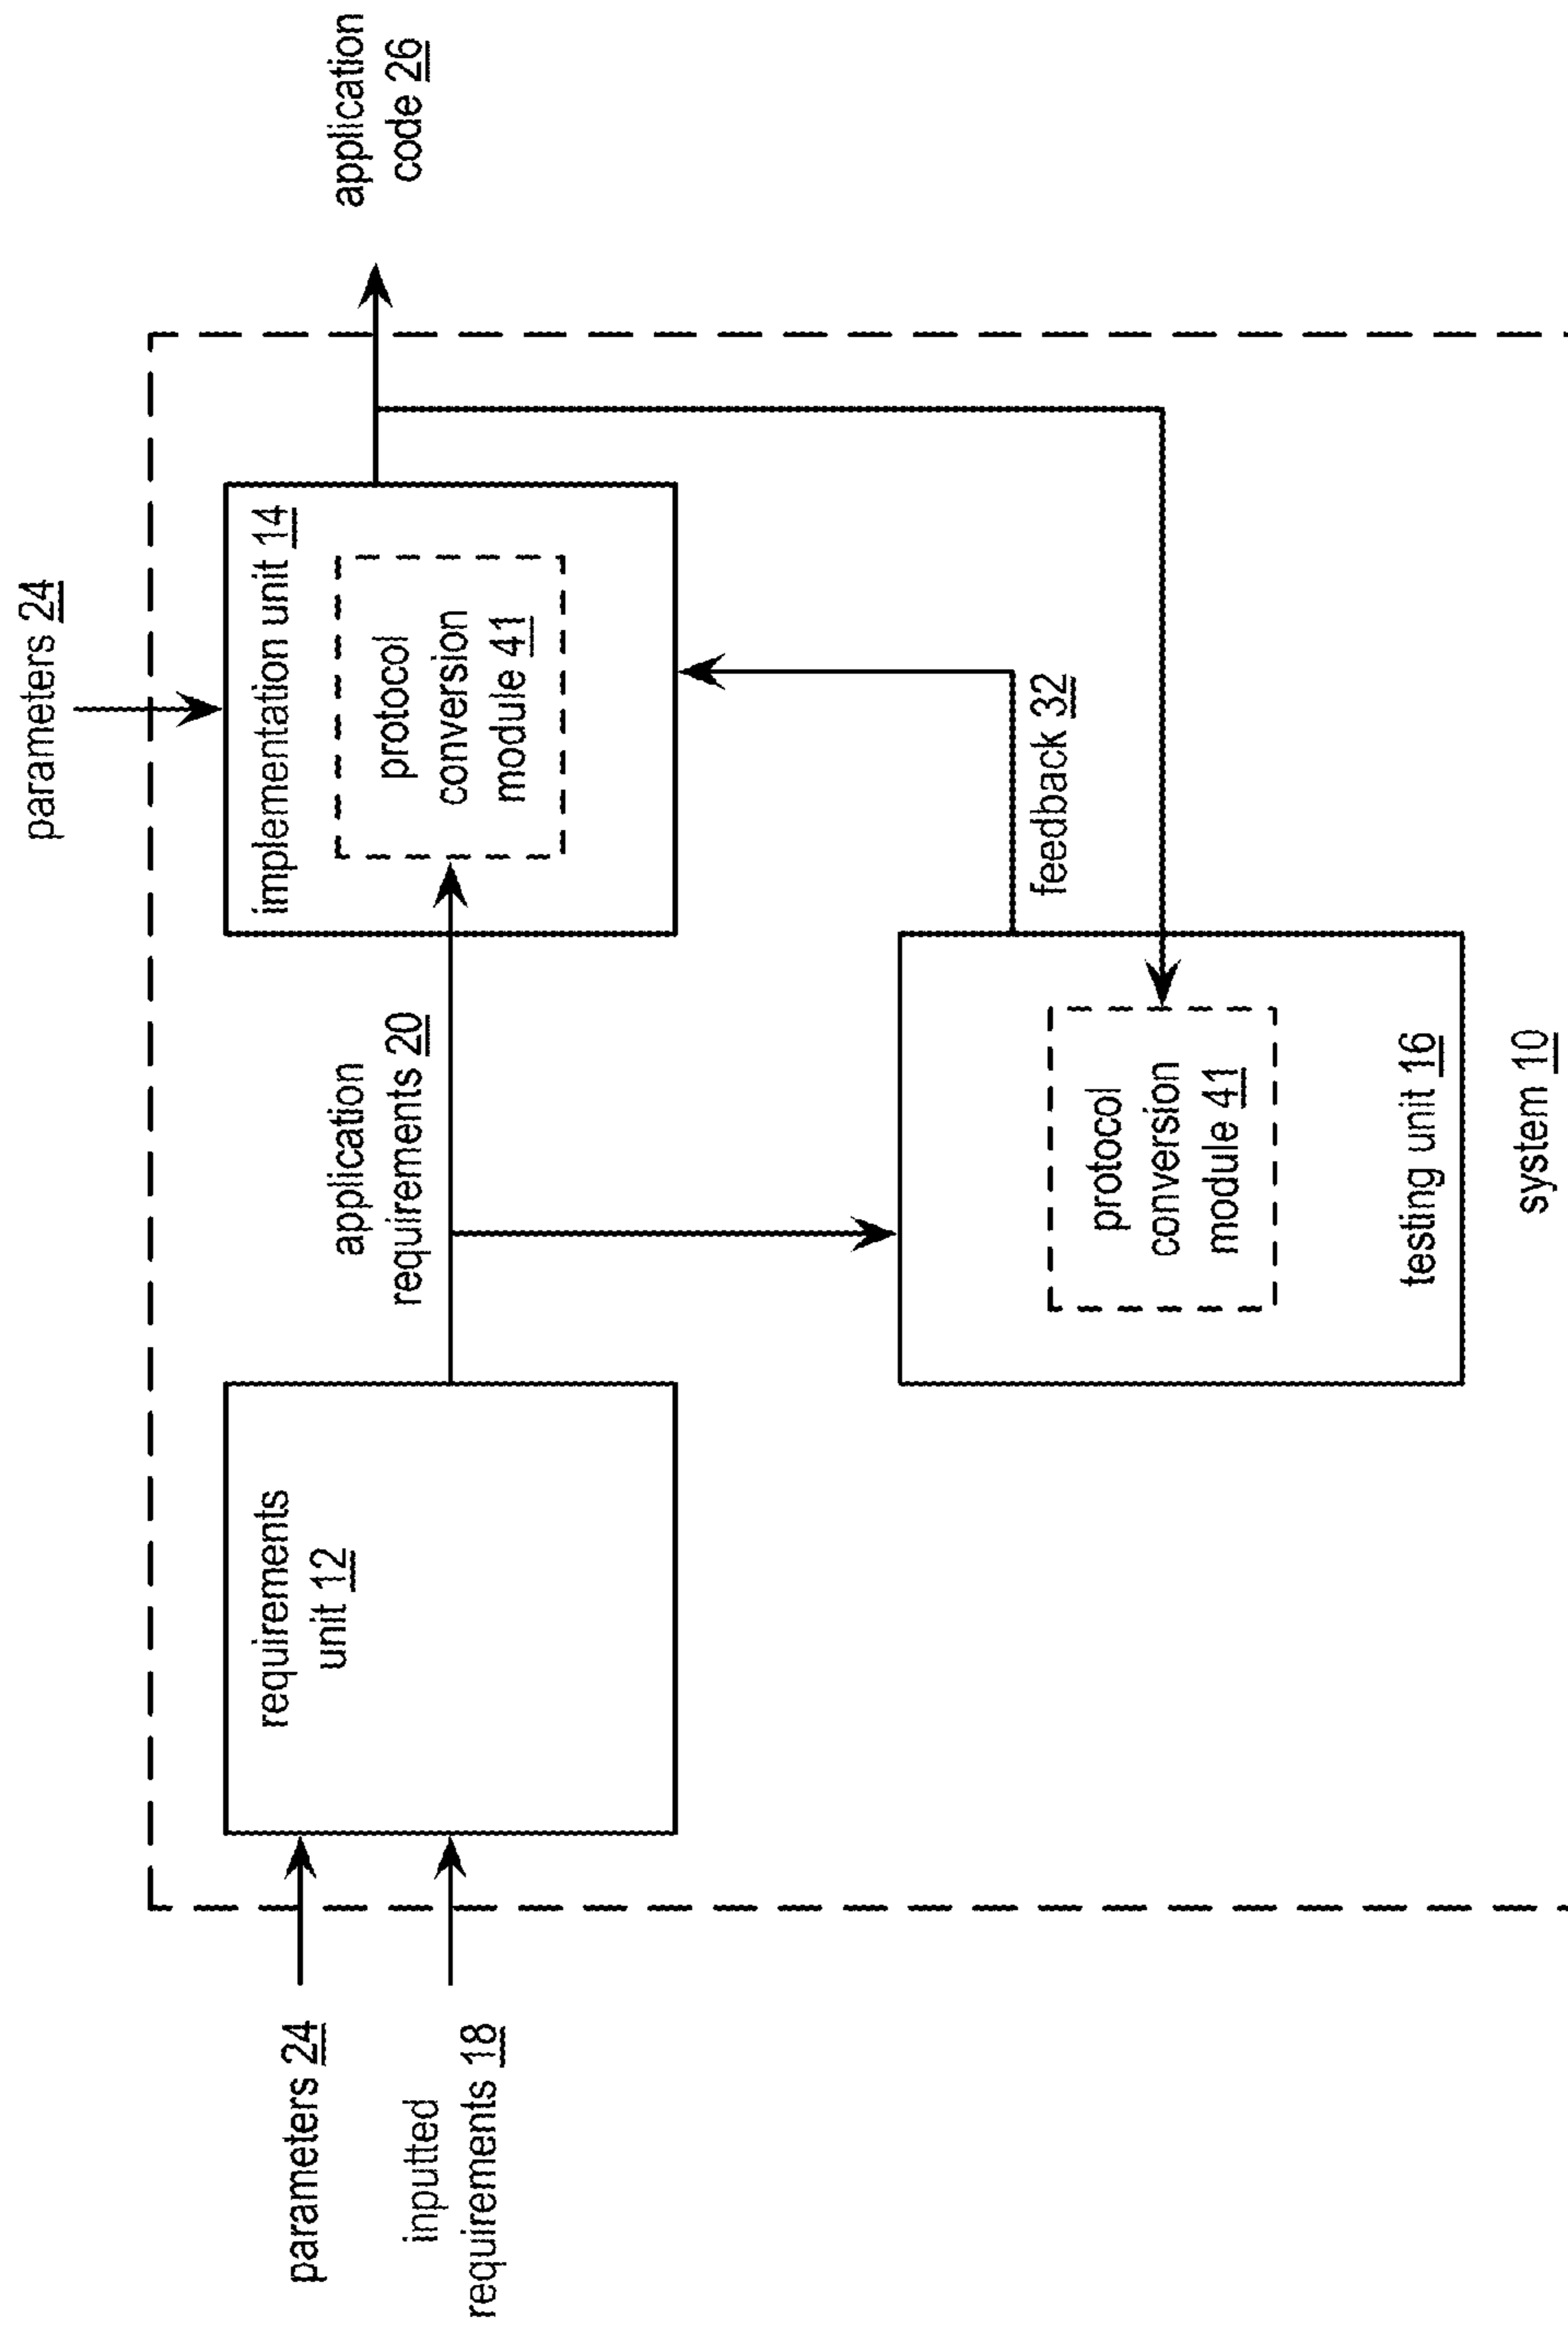 parameters 24
parameters 24
inputted
requirements 18
requirements
unit 12
application
requirements 20
implementation unit 14
protocol
conversion
module 41
application
code 26
feedback 32
protocol
conversion
module 41
testing unit 16
system 10